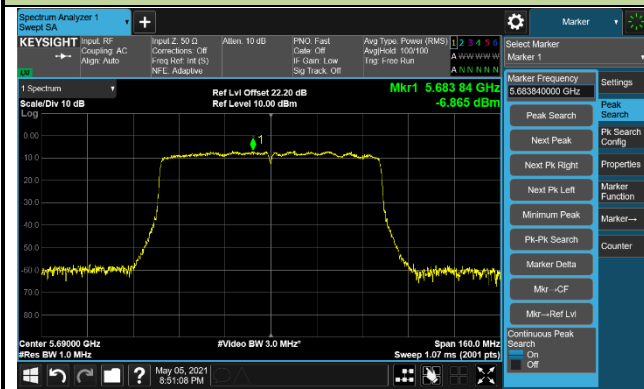 Spectrum Analyzer 1
Swept SA
Marker
KEYSIGHT
Input: RF
Coupling: AC
Align: Auto
Input Z: 50 Ω
Corrections: Off
Freq Ref: Int (S)
NFE: Adaptive
Atten: 10 dB
PNO: Fast
Gate: Off
IF Gain: Low
Sig Track: Off
Avg Type: Power (RMS)
Avg|Hold: 100/100
Trig: Free Run
1 2 3 4 5 6
A W W W W W
A N N N N N
Select Marker
Marker 1
1 Spectrum
Scale/Div 10 dB
Log
Ref Lvl Offset 22.20 dB
Ref Level 10.00 dBm
Mkr1 5.683 84 GHz
-6.865 dBm
1
0.00
-10.0
-20.0
-30.0
-40.0
-50.0
-60.0
-70.0
-80.0
Center 5.69000 GHz
#Res BW 1.0 MHz
#Video BW 3.0 MHz*
Span 160.0 MHz
Sweep 1.07 ms (2001 pts)
Marker Frequency
5.683840000 GHz
Peak Search
Next Peak
Next Pk Right
Next Pk Left
Minimum Peak
Pk-Pk Search
Marker Delta
Mkr→CF
Mkr→Ref Lvl
Continuous Peak
Search
On
Off
Settings
Peak
Search
Pk Search
Config
Properties
Marker
Function
Marker→
Counter
May 05, 2021
8:51:08 PM